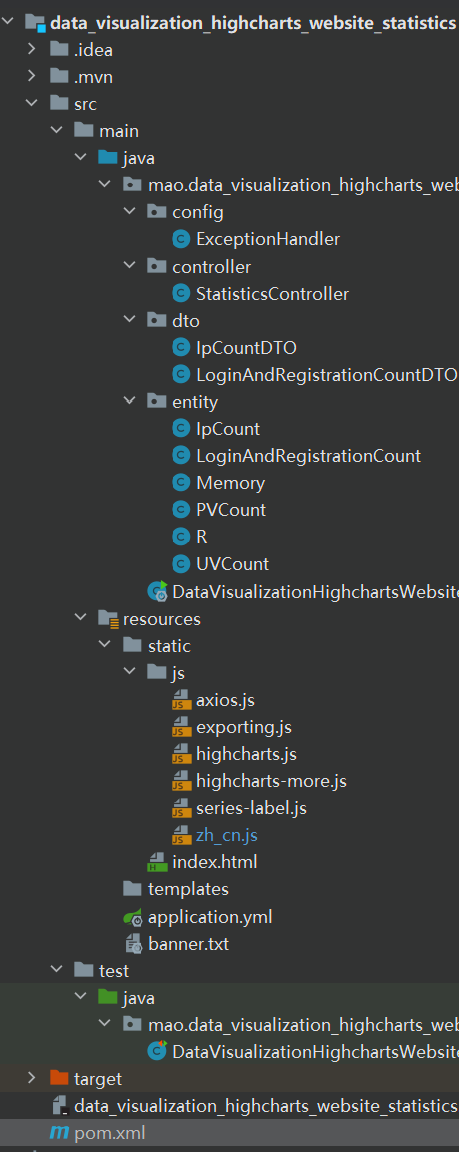 data_visualization_highcharts_website_statistics
.idea
.mvn
src
main
java
mao.data_visualization_highcharts_web
config
ExceptionHandler
controller
StatisticsController
dto
IpCountDTO
LoginAndRegistrationCountDTO
entity
IpCount
LoginAndRegistrationCount
Memory
PVCount
R
UVCount
DataVisualizationHighchartsWebsite
resources
static
js
axios.js
exporting.js
highcharts.js
highcharts-more.js
series-label.js
zh_cn.js
index.html
templates
application.yml
banner.txt
test
java
mao.data_visualization_highcharts_web
DataVisualizationHighchartsWebsite
target
data_visualization_highcharts_website_statistics
pom.xml